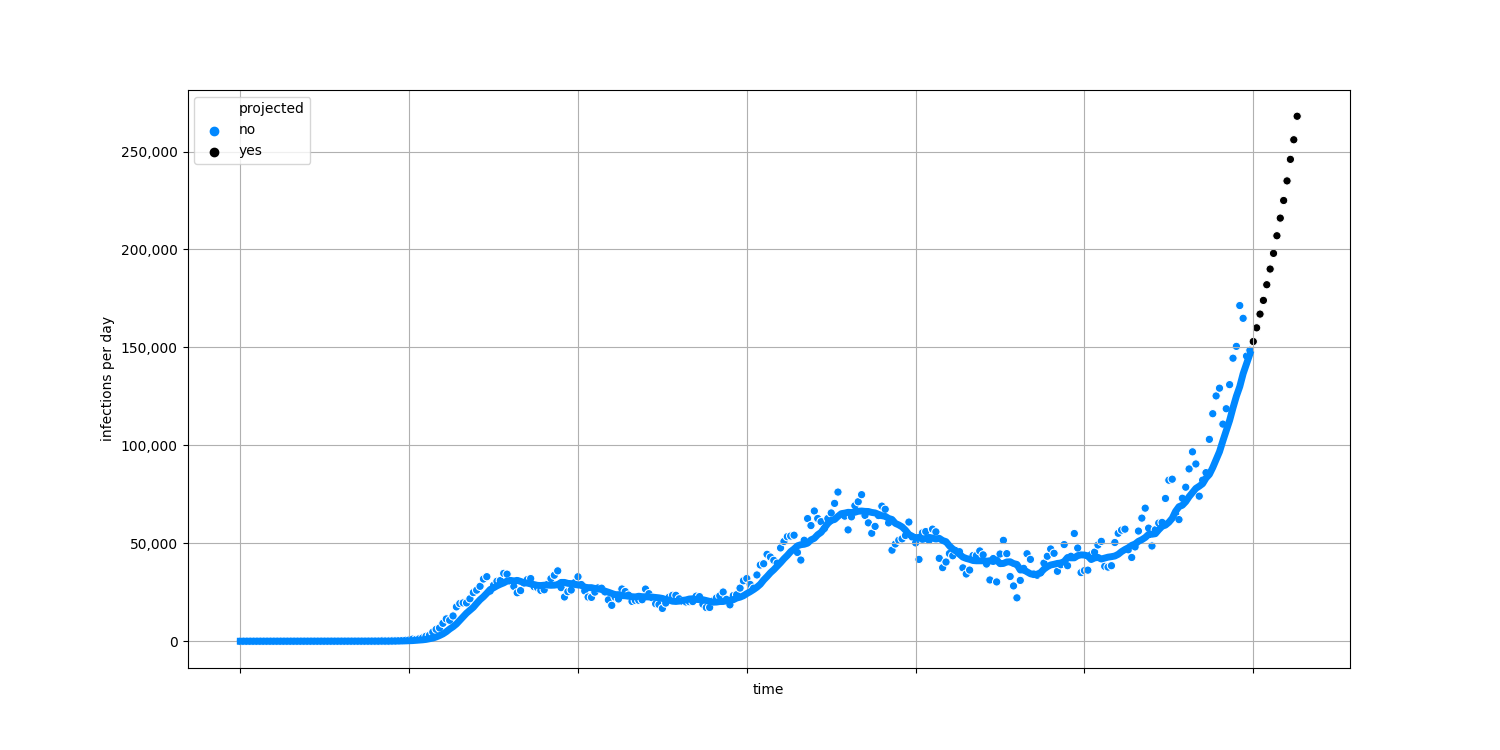 projected
no
yes
250,000
200,000
150,000
100,000
50,000
0
infections per day
time